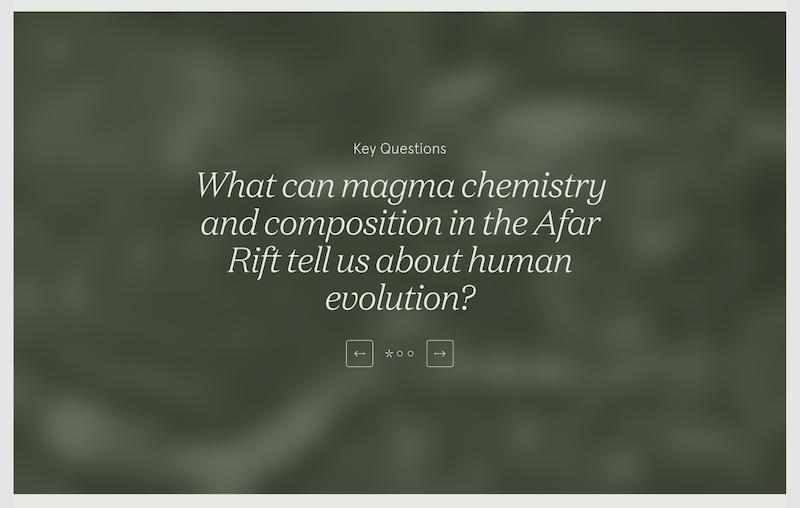 Key Questions
What can magma chemistry
and composition in the Afar
Rift tell us about human
evolution?